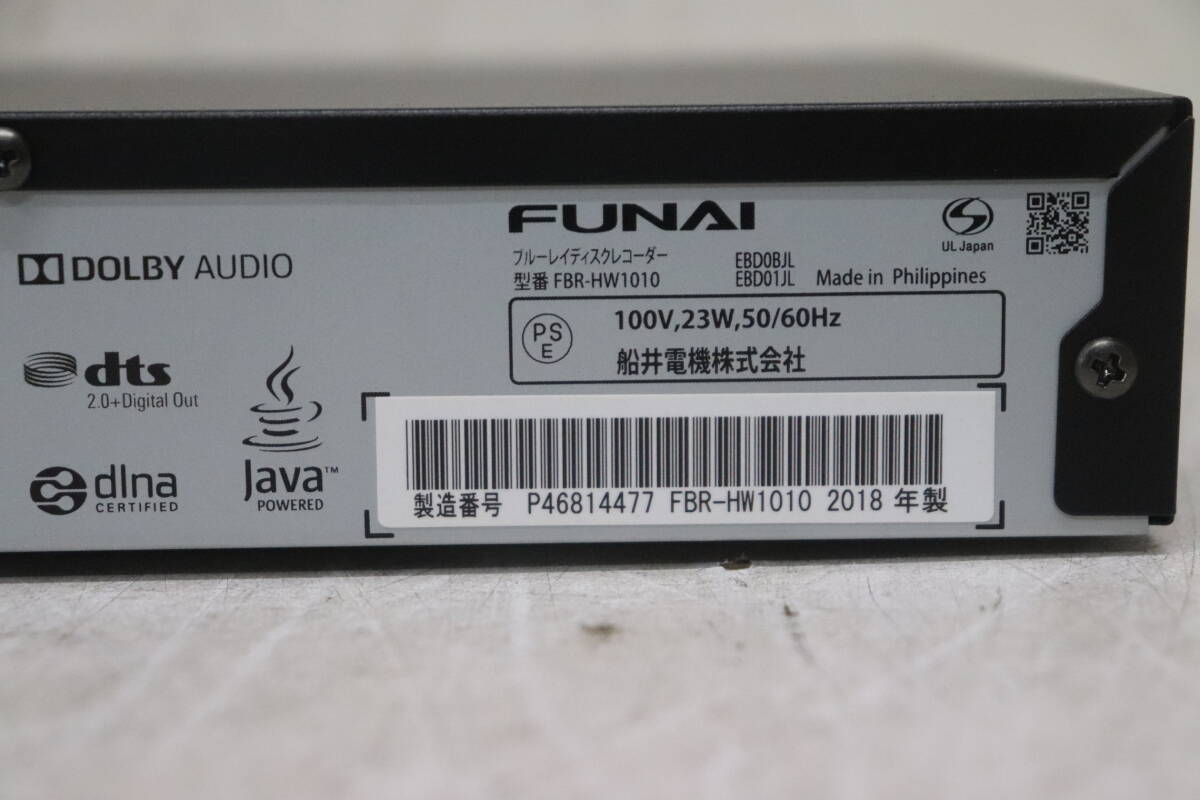 DOLBY AUDIO
dts
2.0+Digital Out
dlna
CERTIFIED
Java™
POWERED
FUNAI
ブルーレイディスクレコーダー
型番 FBR-HW1010
EBD0BJL
EBD01JL
Made in Philippines
UL Japan
PS
E
100V,23W,50/60Hz
船井電機株式会社
製造番号 P46814477 FBR-HW1010 2018 年製